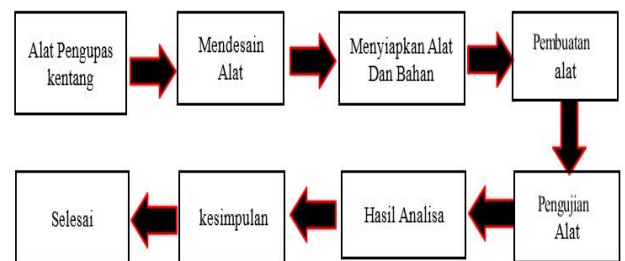 Alat Pengupas
kentang
Mendesain
Alat
Menyiapkan Alat
Dan Bahan
Pembuatan
alat
Pengujian
Alat
Hasil Analisa
kesimpulan
Selesai